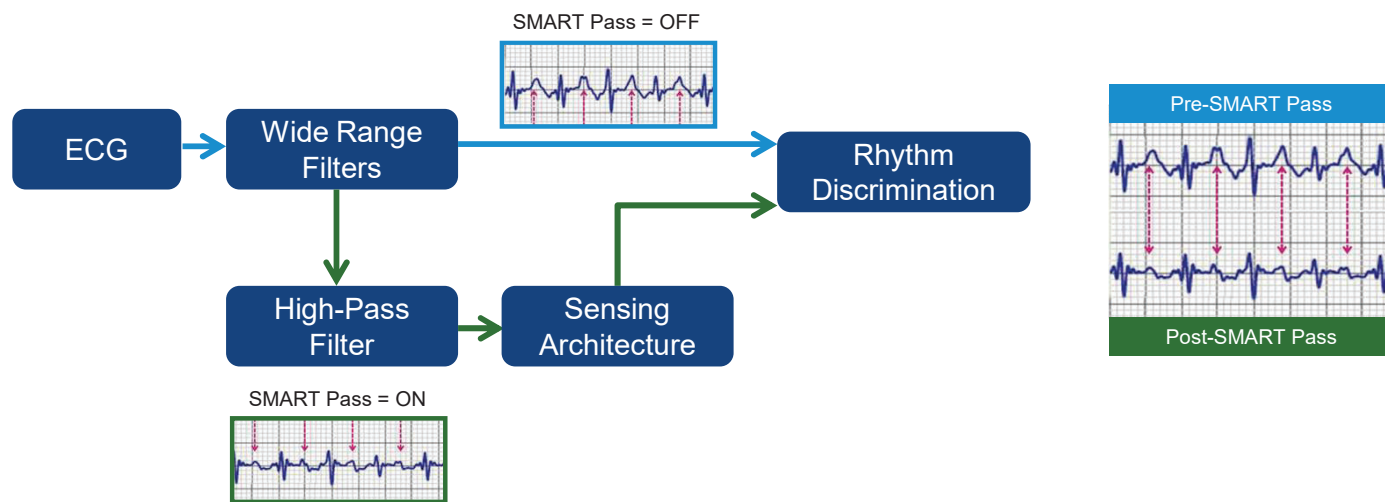 SMART Pass = OFF
ECG
Wide Range
Filters
Rhythm
Discrimination
High-Pass
Filter
Sensing
Architecture
SMART Pass = ON
Pre-SMART Pass
Post-SMART Pass